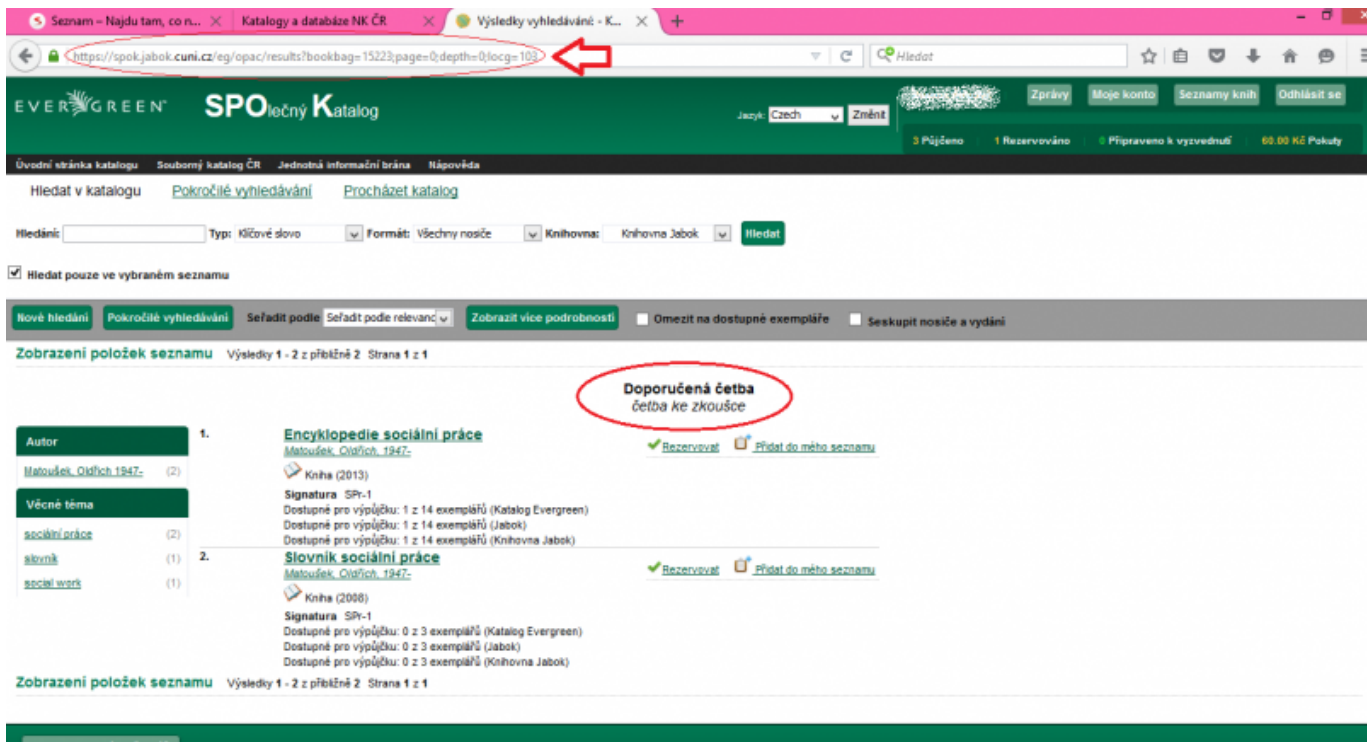 Seznam – Najdu tam, co n... Katalogy a databáze NK ČR Výsledky vyhledávání: - K...
https://spok.jabok.cuni.cz/eg/opac/results?bookbag=15223;page=0;depth=0;locg=103 Hledat
EVERGREEN SPOlečný Katalog Jazyk: Czech Změnit Zprávy Moje konto Seznamy knih Odhlásit se
3 Půjčeno 1 Rezervováno 0 Připraveno k vyzvednutí 60.00 Kč Pokuty
Úvodní stránka katalogu Souborný katalog ČR Jednotná informační brána Nápověda
Hledat v katalogu Pokročilé vyhledávání Procházet katalog
Hledání: Typ: Klíčové slovo Formát: Všechny nosiče Knihovna: Knihovna Jabok Hledat
Hledat pouze ve vybraném seznamu
Nové hledání Pokročilé vyhledávání Seřadit podle Seřadit podle relevanc Zobrazit více podrobností Omezit na dostupné exempláře Seskupit nosiče a vydání
Zobrazení položek seznamu Výsledky 1 - 2 z přibližně 2 Strana 1 z 1
Doporučená četba
četba ke zkoušce
Autor
Matoušek, Oldřich 1947- (2)
Věcné téma
sociální práce (2)
slovník (1)
social work (1)
1. Encyklopedie sociální práce
Matoušek, Oldřich, 1947-
Rezervovat Přidat do mého seznamu
Kniha (2013)
Signatura SPr-1
Dostupné pro výpůjčku: 1 z 14 exemplářů (Katalog Evergreen)
Dostupné pro výpůjčku: 1 z 14 exemplářů (Jabok)
Dostupné pro výpůjčku: 1 z 14 exemplářů (Knihovna Jabok)
2. Slovník sociální práce
Matoušek, Oldřich, 1947-
Rezervovat Přidat do mého seznamu
Kniha (2008)
Signatura SPr-1
Dostupné pro výpůjčku: 0 z 3 exemplářů (Katalog Evergreen)
Dostupné pro výpůjčku: 0 z 3 exemplářů (Jabok)
Dostupné pro výpůjčku: 0 z 3 exemplářů (Knihovna Jabok)
Zobrazení položek seznamu Výsledky 1 - 2 z přibližně 2 Strana 1 z 1